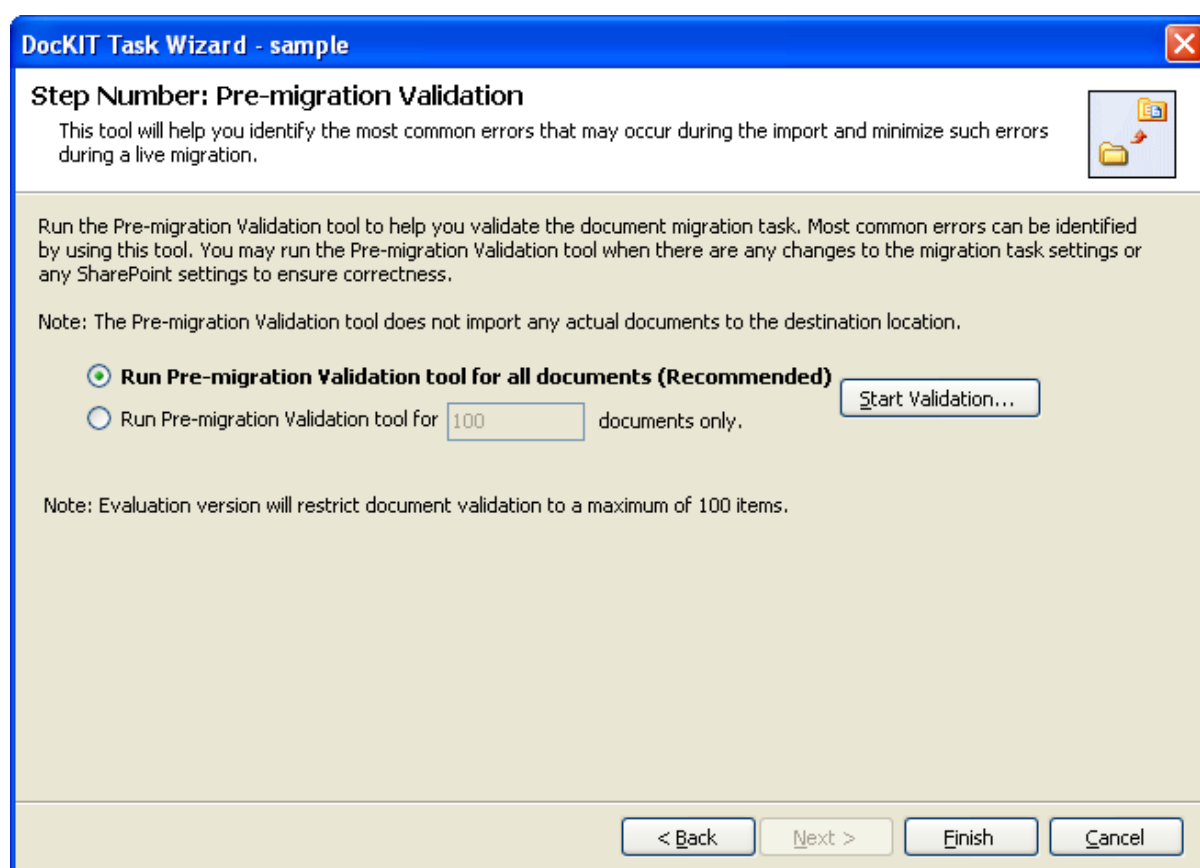 DocKIT Task Wizard - sample
Step Number: Pre-migration Validation
This tool will help you identify the most common errors that may occur during the import and minimize such errors
during a live migration.
Run the Pre-migration Validation tool to help you validate the document migration task. Most common errors can be identified
by using this tool. You may run the Pre-migration Validation tool when there are any changes to the migration task settings or
any SharePoint settings to ensure correctness.
Note: The Pre-migration Validation tool does not import any actual documents to the destination location.
Run Pre-migration Validation tool for all documents (Recommended)
Start Validation...
Run Pre-migration Validation tool for 100 documents only.
Note: Evaluation version will restrict document validation to a maximum of 100 items.
< Back Next > Finish Cancel